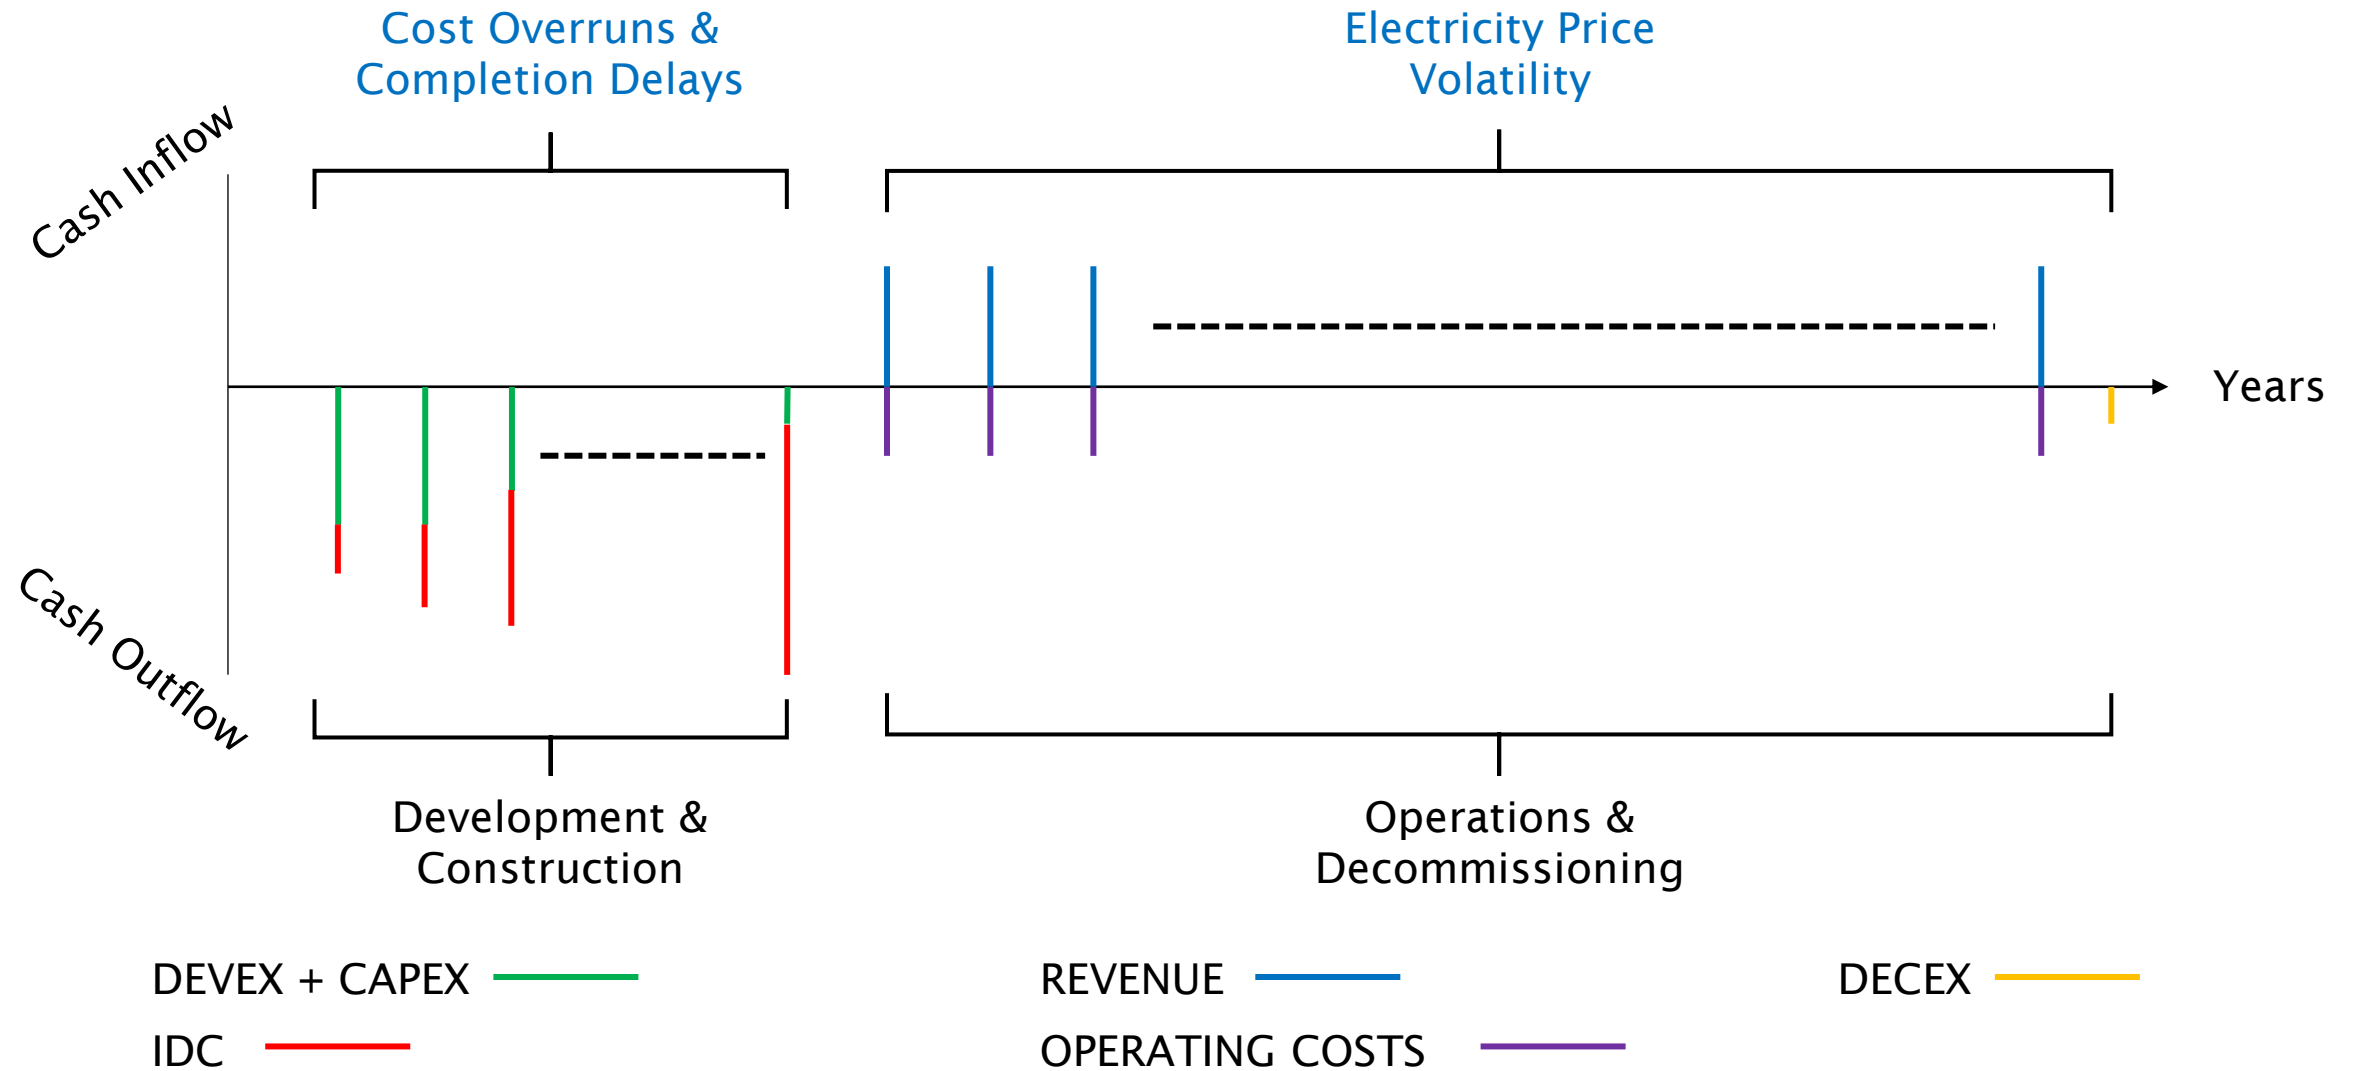 Cost Overruns &
Completion Delays
Electricity Price
Volatility
Cash Inflow
Years
Cash Outflow
Development &
Construction
Operations &
Decommissioning
DEVEX + CAPEX
REVENUE
DECEX
IDC
OPERATING COSTS